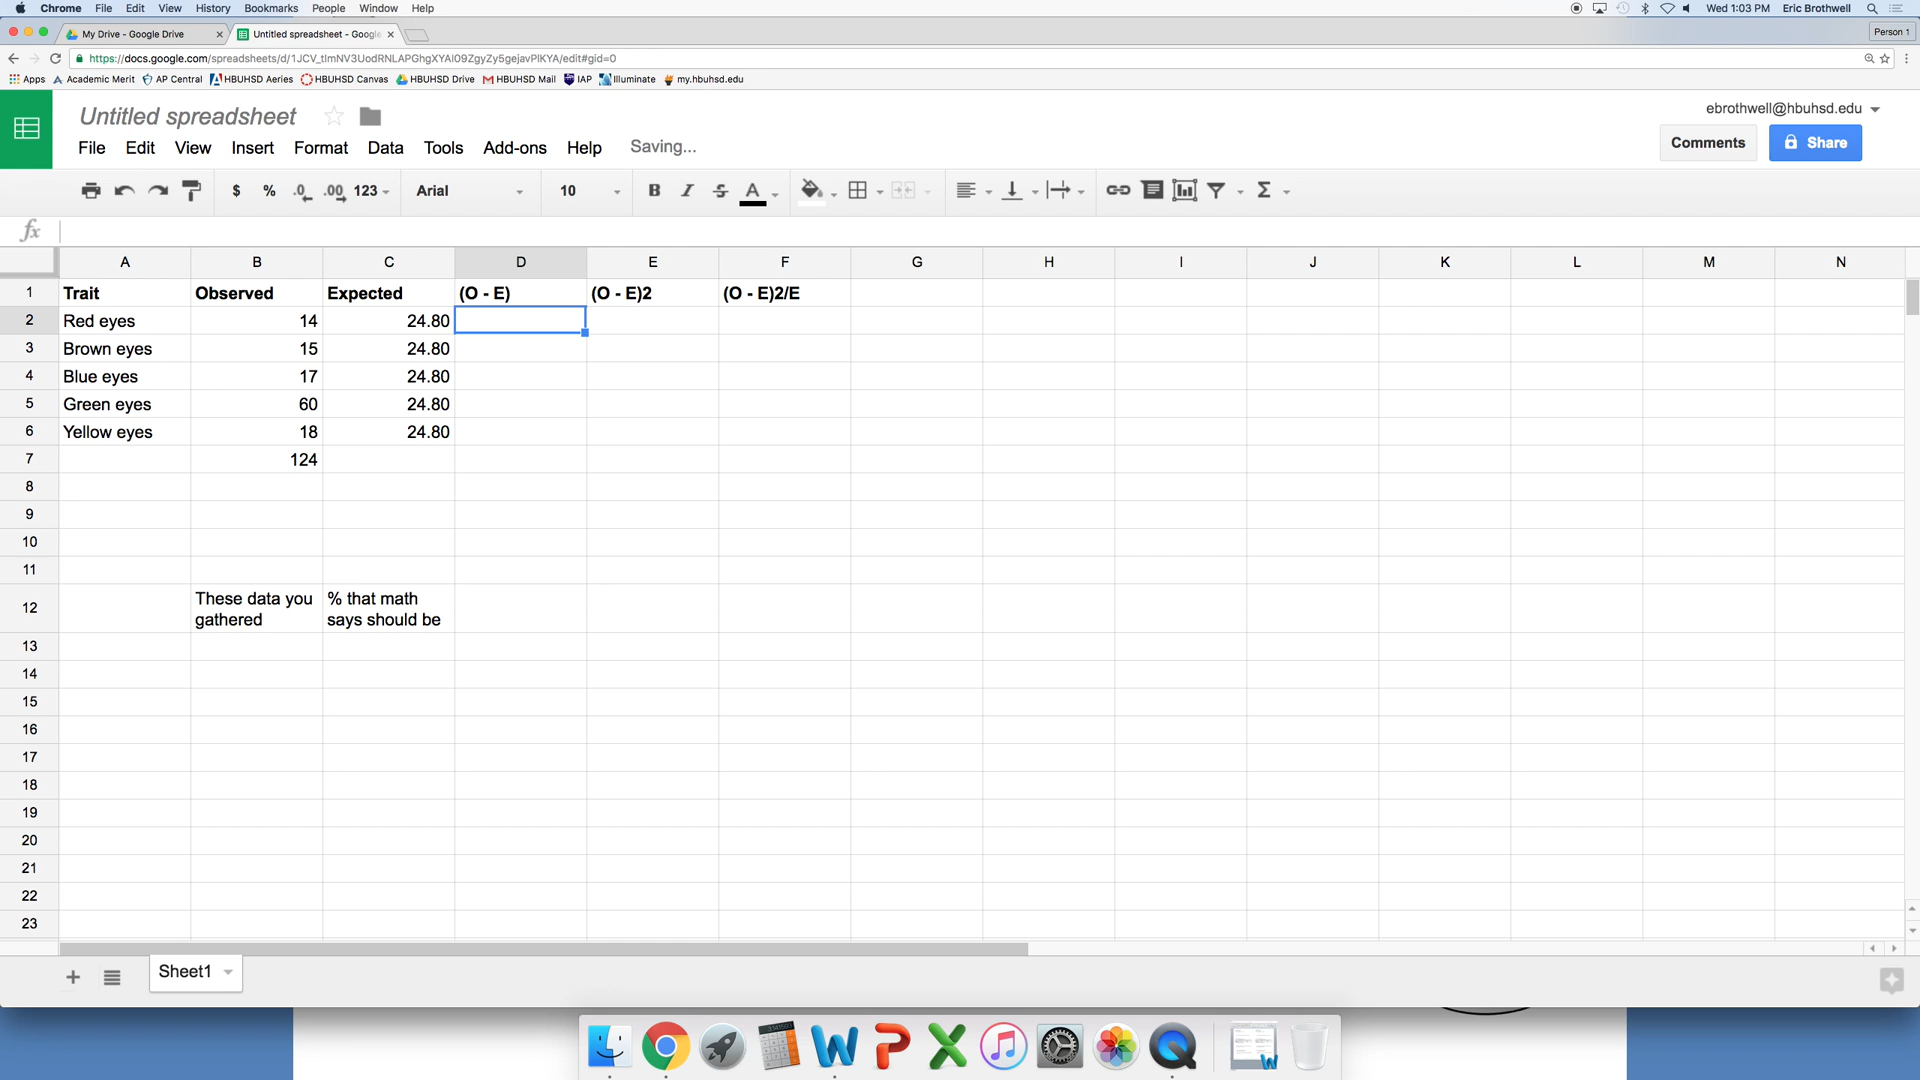 Chrome File Edit View History Bookmarks People Window Help Wed 1:03 PM Eric Brothwell
My Drive - Google Drive Untitled spreadsheet - Google Person 1
https://docs.google.com/spreadsheets/d/1JCV_tImNV3UodRNLAPGhgXYAI09ZgyZy5gejavPlKYA/edit#gid=0
Apps Academic Merit AP Central HBUHSD Aeries HBUHSD Canvas HBUHSD Drive HBUHSD Mail IAP Illuminate my.hbuhsd.edu
Untitled spreadsheet ebrothwell@hbuhsd.edu
File Edit View Insert Format Data Tools Add-ons Help Saving... Comments Share
$ % .0 .00 123 Arial 10 B I S A Σ
fx
A B C D E F G H I J K L M N
1 Trait Observed Expected (O - E) (O - E)2 (O - E)2/E
2 Red eyes 14 24.80
3 Brown eyes 15 24.80
4 Blue eyes 17 24.80
5 Green eyes 60 24.80
6 Yellow eyes 18 24.80
7 124
8
9
10
11
12 These data you gathered % that math says should be
13
14
15
16
17
18
19
20
21
22
23
Sheet1